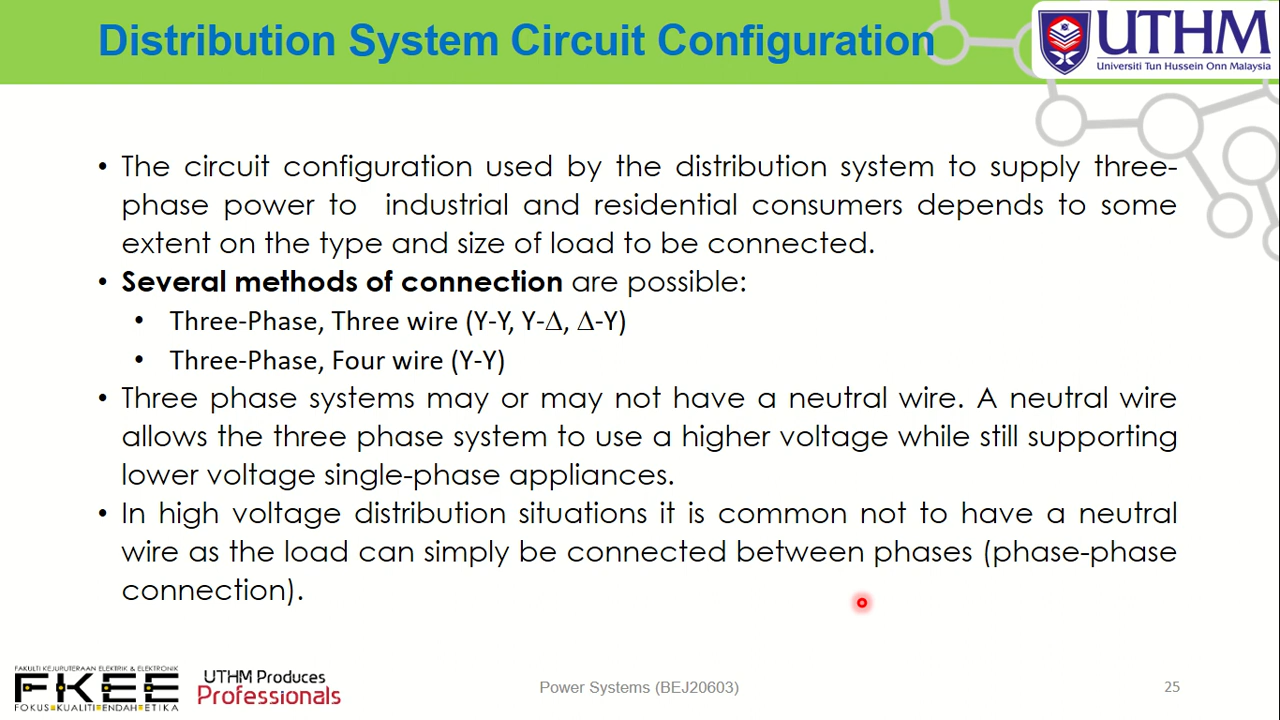 Distribution System Circuit Configuration
UTHM
Universiti Tun Hussein Onn Malaysia
• The circuit configuration used by the distribution system to supply three-
phase power to industrial and residential consumers depends to some
extent on the type and size of load to be connected.
• Several methods of connection are possible:
• Three-Phase, Three wire (Y-Y, Y-Δ, Δ-Y)
• Three-Phase, Four wire (Y-Y)
• Three phase systems may or may not have a neutral wire. A neutral wire
allows the three phase system to use a higher voltage while still supporting
lower voltage single-phase appliances.
• In high voltage distribution situations it is common not to have a neutral
wire as the load can simply be connected between phases (phase-phase
connection).
FAKULTI KEJURUTERAAN ELEKTRIK & ELEKTRONIK
FKEE
FOKUS KUALITI ENDAH ETIKA
UTHM Produces
Professionals
Power Systems (BEJ20603)
25